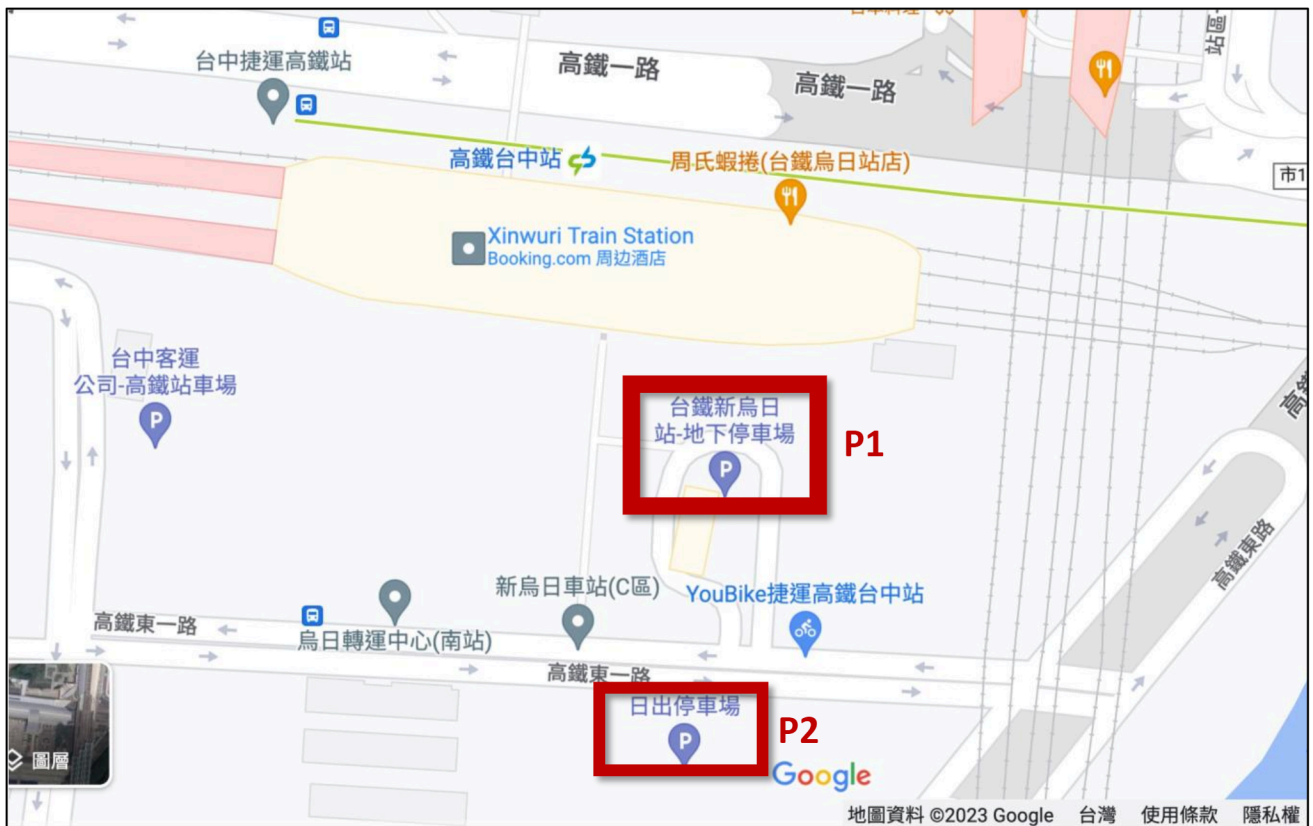 台中捷運高鐵站
高鐵一路
高鐵一路
站區
市1
高鐵台中站
周氏蝦捲(台鐵烏日站店)
Xinwuri Train Station
Booking.com 周边酒店
台中客運
公司-高鐵站車場
P
台鐵新烏日
站-地下停車場
P
P1
高鐵
高鐵東路
新烏日車站(C區)
YouBike捷運高鐵台中站
高鐵東一路
烏日轉運中心(南站)
高鐵東一路
日出停車場
P
P2
圖層
Google
地圖資料 ©2023 Google 台灣 使用條款 隱私權